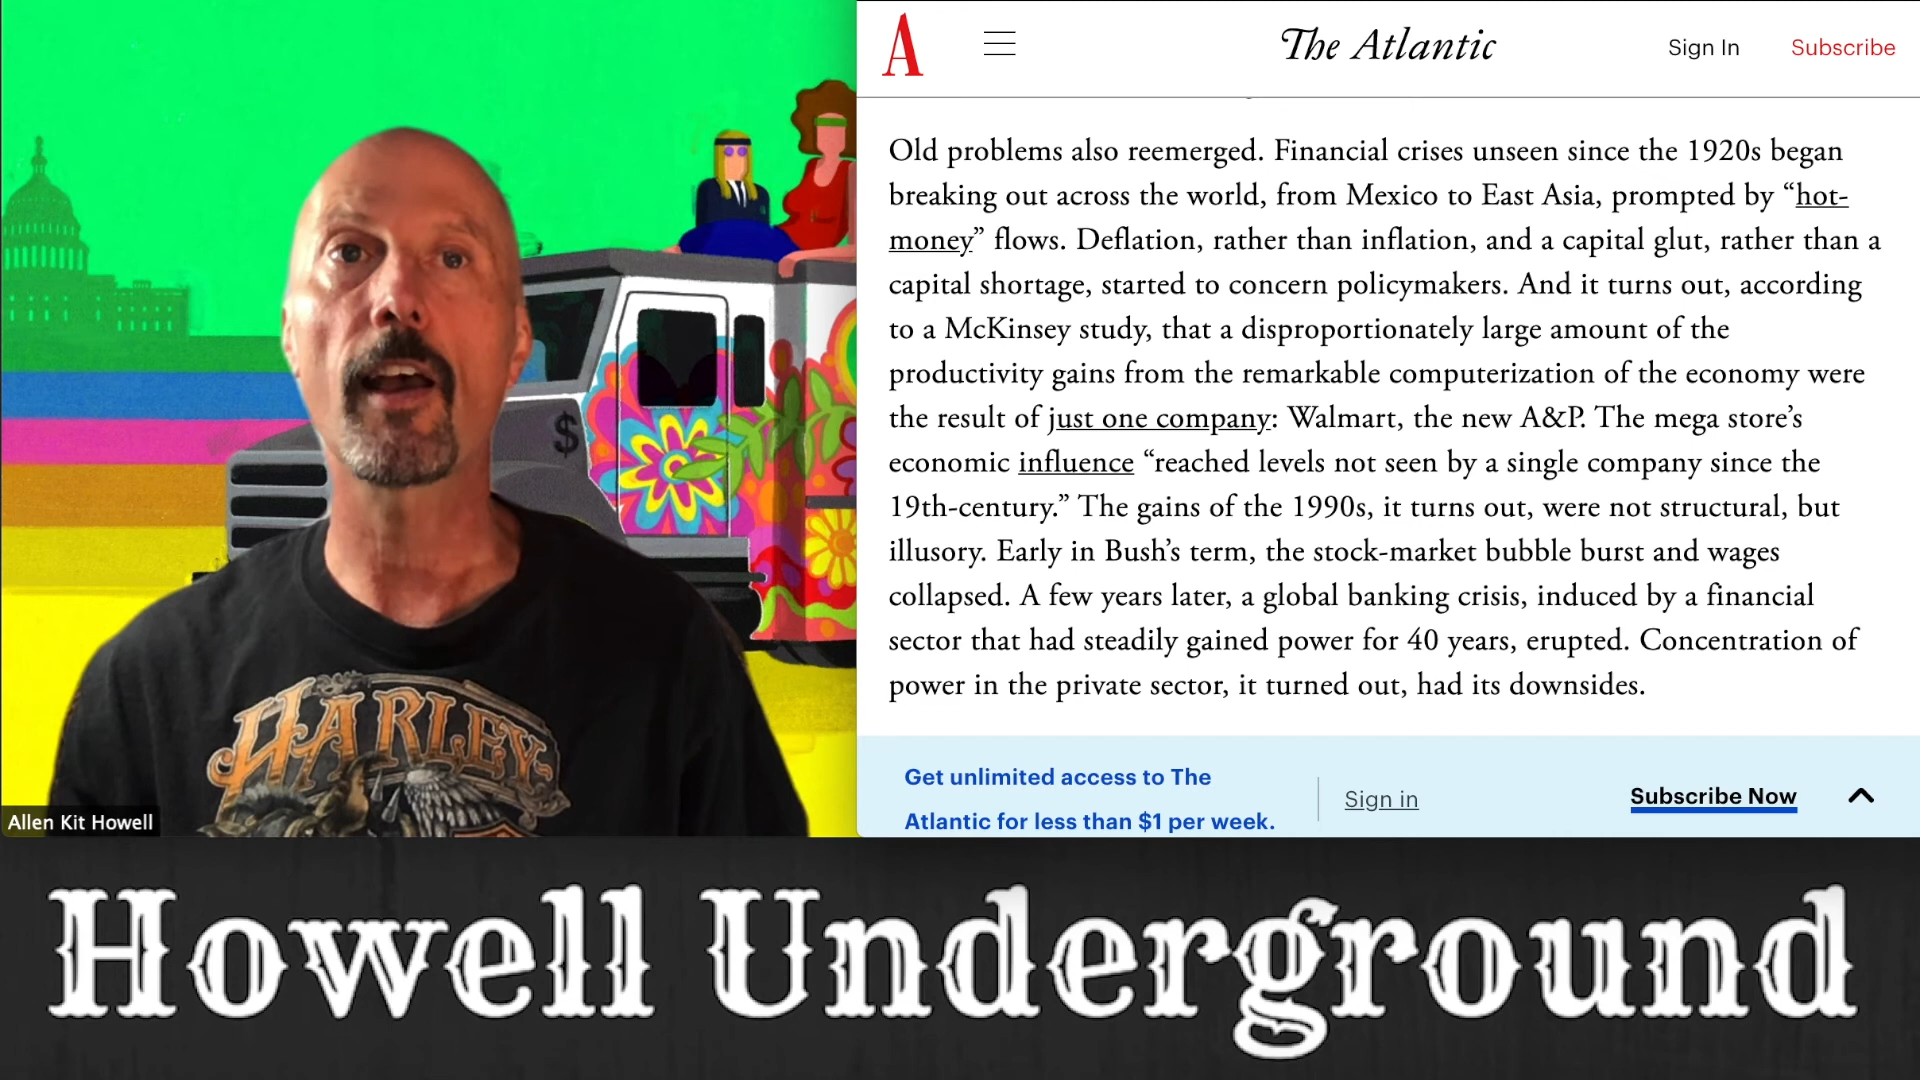 A
The Atlantic
Sign In
Subscribe
Old problems also reemerged. Financial crises unseen since the 1920s began
breaking out across the world, from Mexico to East Asia, prompted by “hot-
money” flows. Deflation, rather than inflation, and a capital glut, rather than a
capital shortage, started to concern policymakers. And it turns out, according
to a McKinsey study, that a disproportionately large amount of the
productivity gains from the remarkable computerization of the economy were
the result of just one company: Walmart, the new A&P. The mega store’s
economic influence “reached levels not seen by a single company since the
19th-century.” The gains of the 1990s, it turns out, were not structural, but
illusory. Early in Bush’s term, the stock-market bubble burst and wages
collapsed. A few years later, a global banking crisis, induced by a financial
sector that had steadily gained power for 40 years, erupted. Concentration of
power in the private sector, it turned out, had its downsides.
Get unlimited access to The
Atlantic for less than $1 per week.
Sign in
Subscribe Now
$
HARLEY-
Allen Kit Howell
Howell Underground